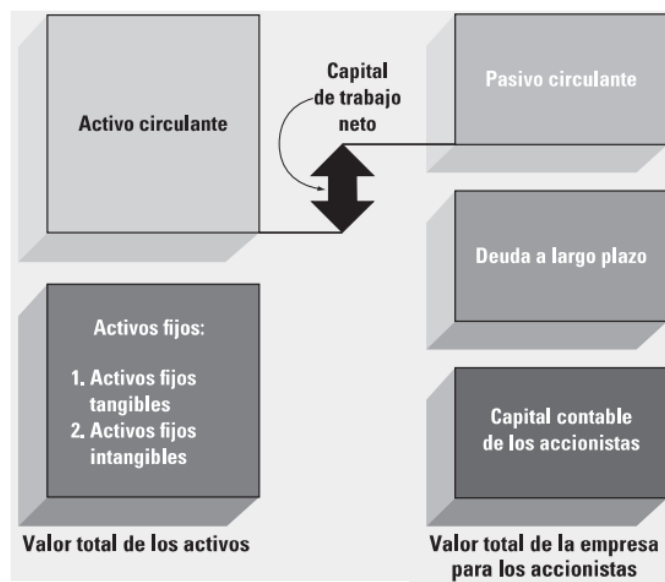 Activo circulante
Capital
de trabajo
neto
Pasivo circulante
Deuda a largo plazo
Activos fijos:
1. Activos fijos
tangibles
2. Activos fijos
intangibles
Capital contable
de los accionistas
Valor total de los activos
Valor total de la empresa
para los accionistas